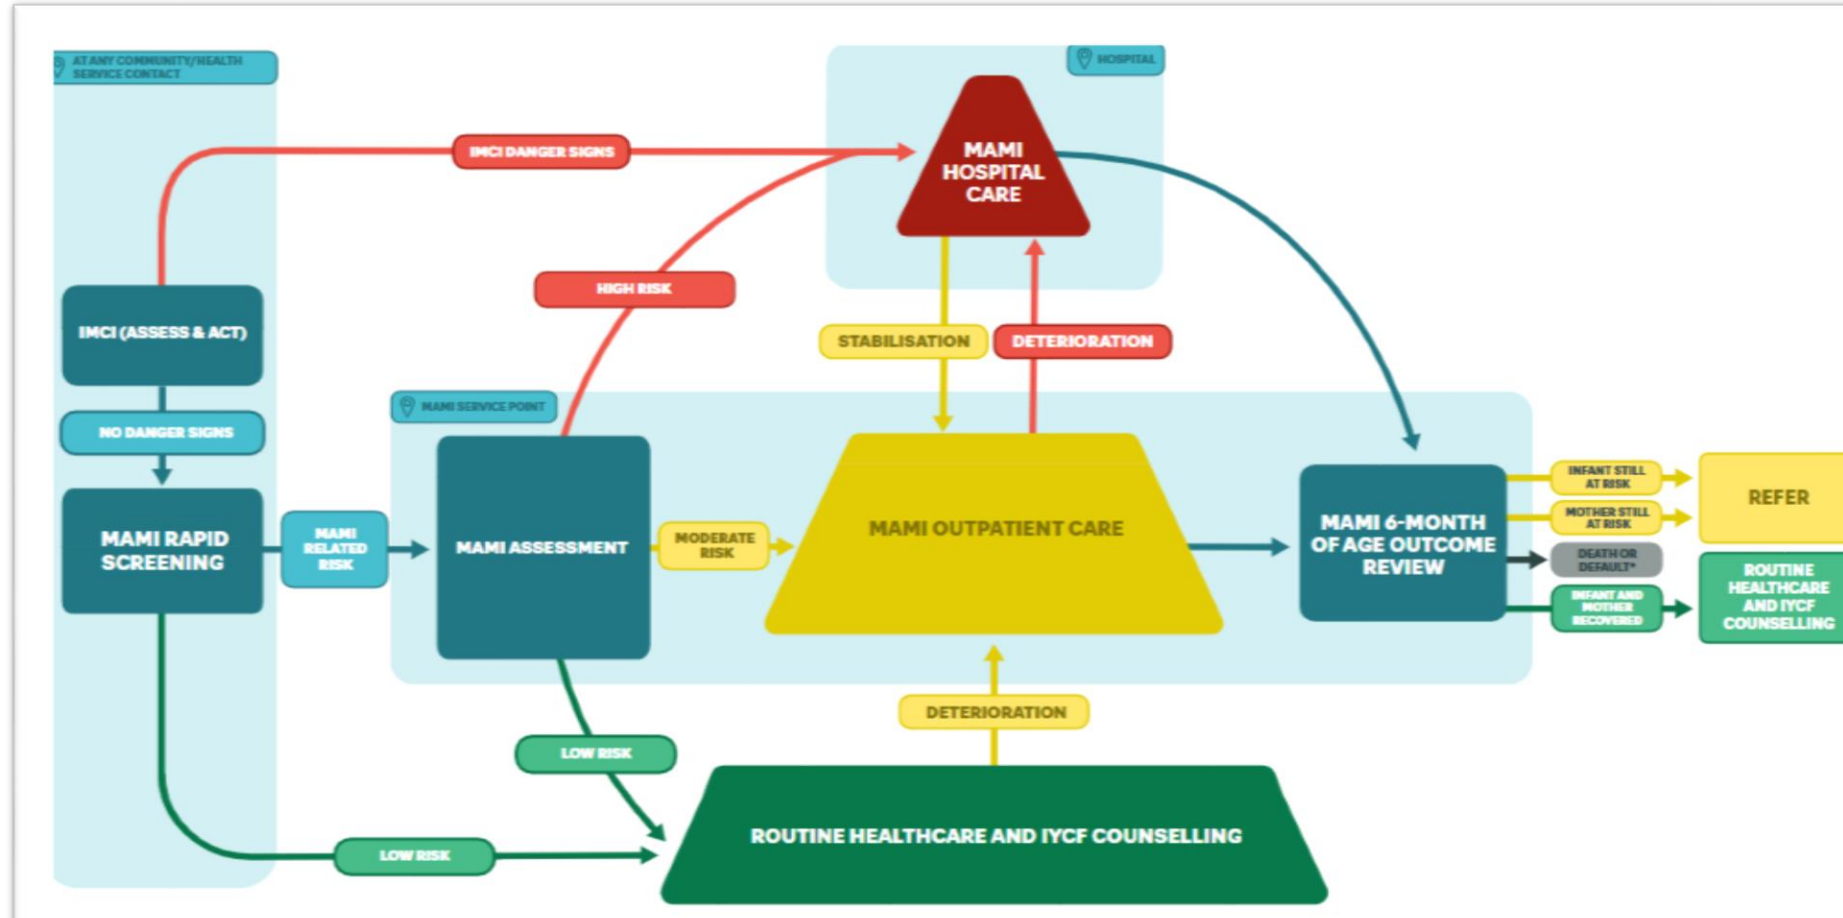 AT ANY COMMUNITY/HEALTH
SERVICE CONTACT
HOSPITAL
IMCI DANGER SIGNS
MAMI
HOSPITAL
CARE
HIGH RISK
IMCI (ASSESS & ACT)
STABILISATION
DETERIORATION
MAMI SERVICE POINT
NO DANGER SIGNS
MAMI RAPID
SCREENING
MAMI
RELATED
RISK
MAMI ASSESSMENT
MODERATE
RISK
MAMI OUTPATIENT CARE
MAMI 6-MONTH
OF AGE OUTCOME
REVIEW
INFANT STILL
AT RISK
MOTHER STILL
AT RISK
REFER
DEATH OR
DEFAULT*
INFANT AND
MOTHER
RECOVERED
ROUTINE
HEALTHCARE
AND IYCF
COUNSELLING
DETERIORATION
LOW RISK
ROUTINE HEALTHCARE AND IYCF COUNSELLING
LOW RISK